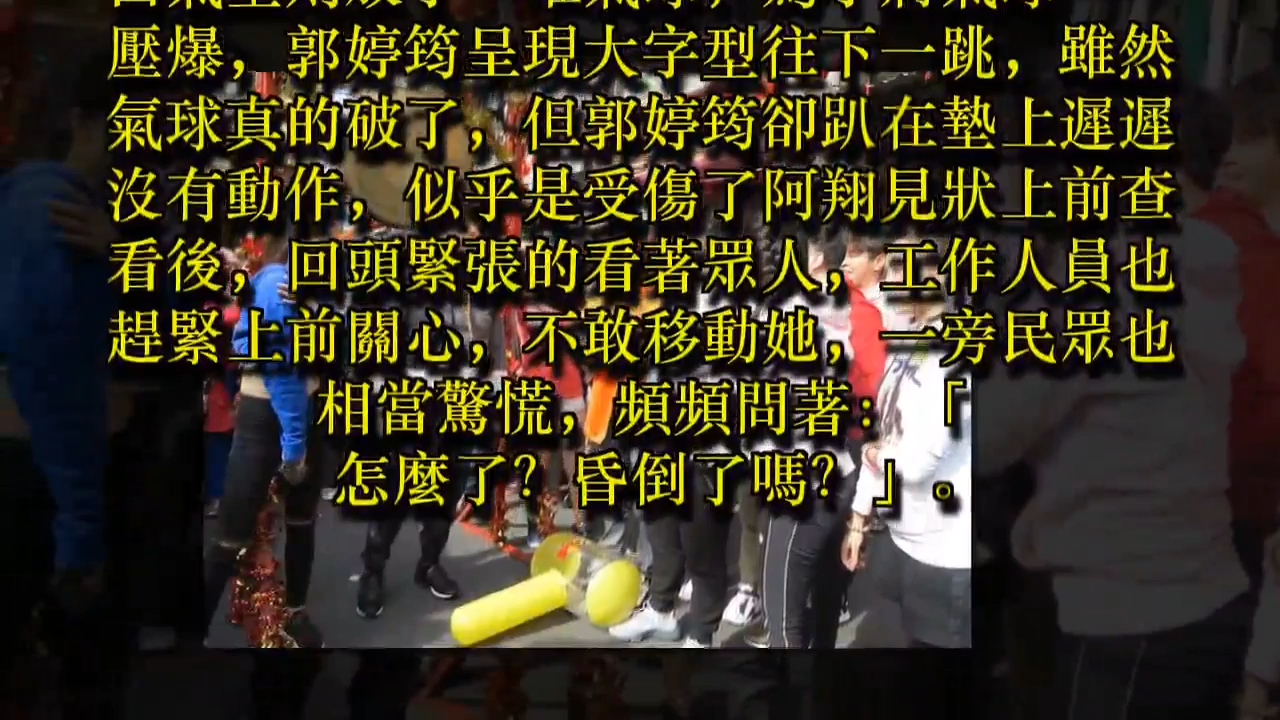 壓爆，郭婷筠呈現大字型往下一跳，雖然
氣球真的破了，但郭婷筠卻趴在墊上遲遲
沒有動作，似乎是受傷了阿翔見狀上前查
看後，回頭緊張的看著眾人，工作人員也
趕緊上前關心，不敢移動她，一旁民眾也
相當驚慌，頻頻問著：「
怎麼了？昏倒了嗎？」。